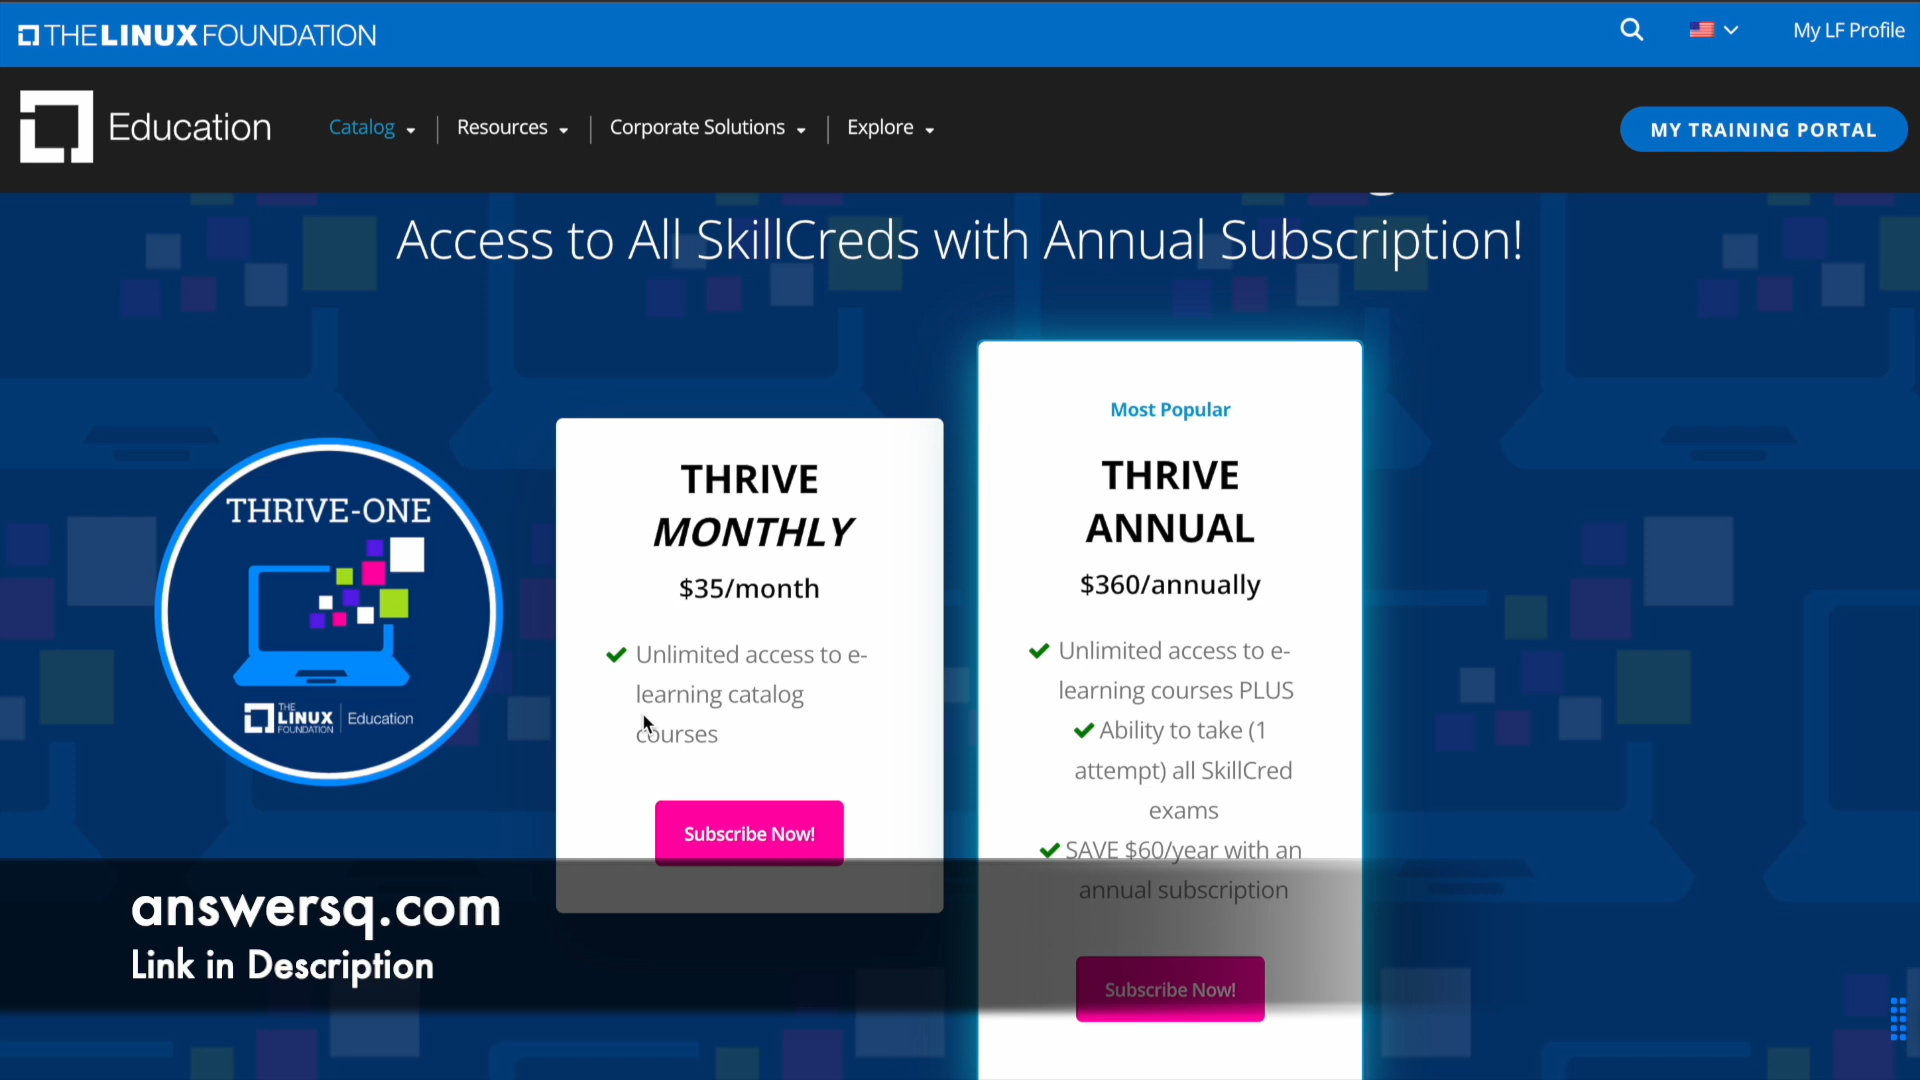 THE LINUX FOUNDATION
My LF Profile
Education
Catalog
Resources
Corporate Solutions
Explore
MY TRAINING PORTAL
Access to All SkillCreds with Annual Subscription!
THRIVE-ONE
THE
LINUX
FOUNDATION
Education
THRIVE
MONTHLY
$35/month
Unlimited access to e-
learning catalog
courses
Subscribe Now!
Most Popular
THRIVE
ANNUAL
$360/annually
Unlimited access to e-
learning courses PLUS
Ability to take (1
attempt) all SkillCred
exams
SAVE $60/year with an
annual subscription
Subscribe Now!
answersq.com
Link in Description